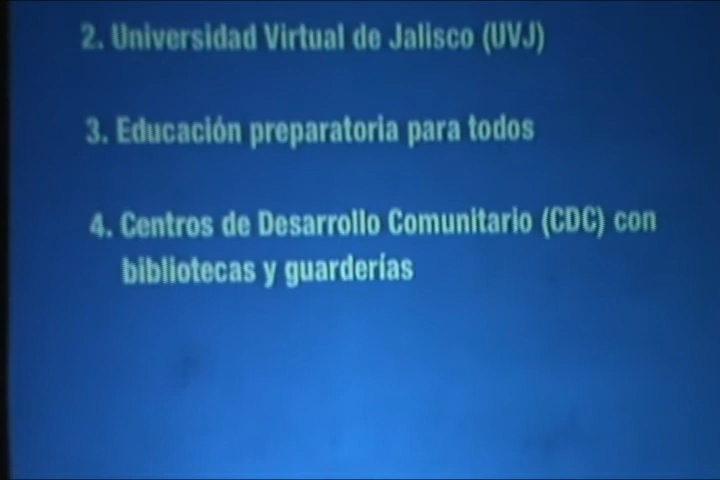 2. Universidad Virtual de Jalisco (UVJ)
3. Educación preparatoria para todos
4. Centros de Desarrollo Comunitario (CDC) con
bibliotecas y guarderías